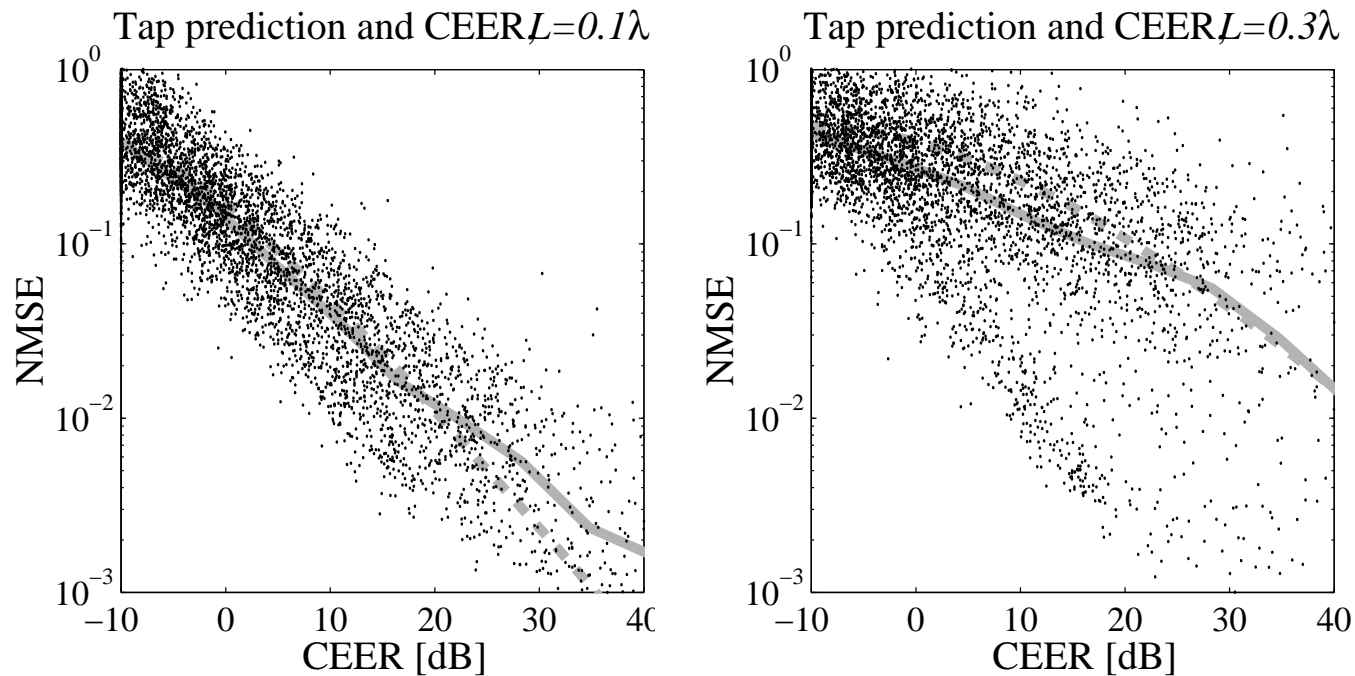 Tap prediction and CEER, L=0.1λ
10^0
10^−1
10^−2
10^−3
NMSE
−10 0 10 20 30 40
CEER [dB]
Tap prediction and CEER, L=0.3λ
10^0
10^−1
10^−2
10^−3
NMSE
−10 0 10 20 30 40
CEER [dB]